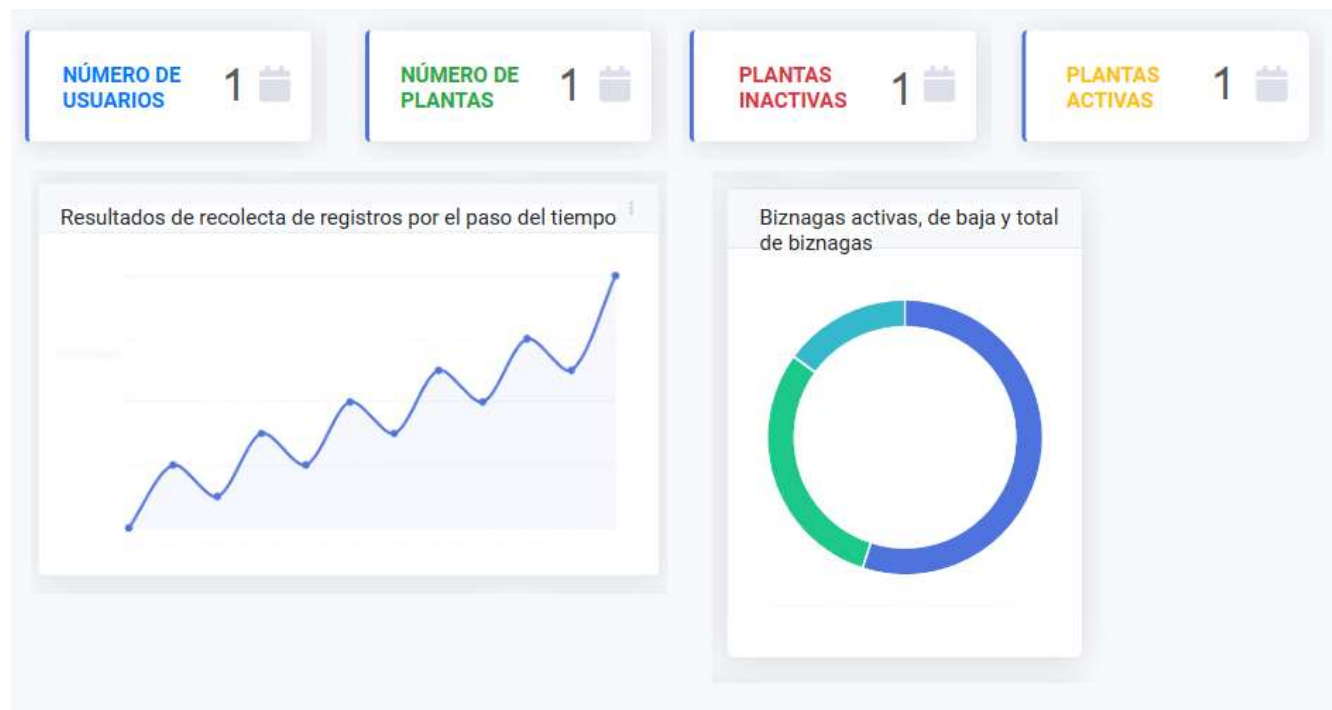 NÚMERO DE
USUARIOS
1
NÚMERO DE
PLANTAS
1
PLANTAS
INACTIVAS
1
PLANTAS
ACTIVAS
1
Resultados de recolecta de registros por el paso del tiempo
Biznagas activas, de baja y total
de biznagas